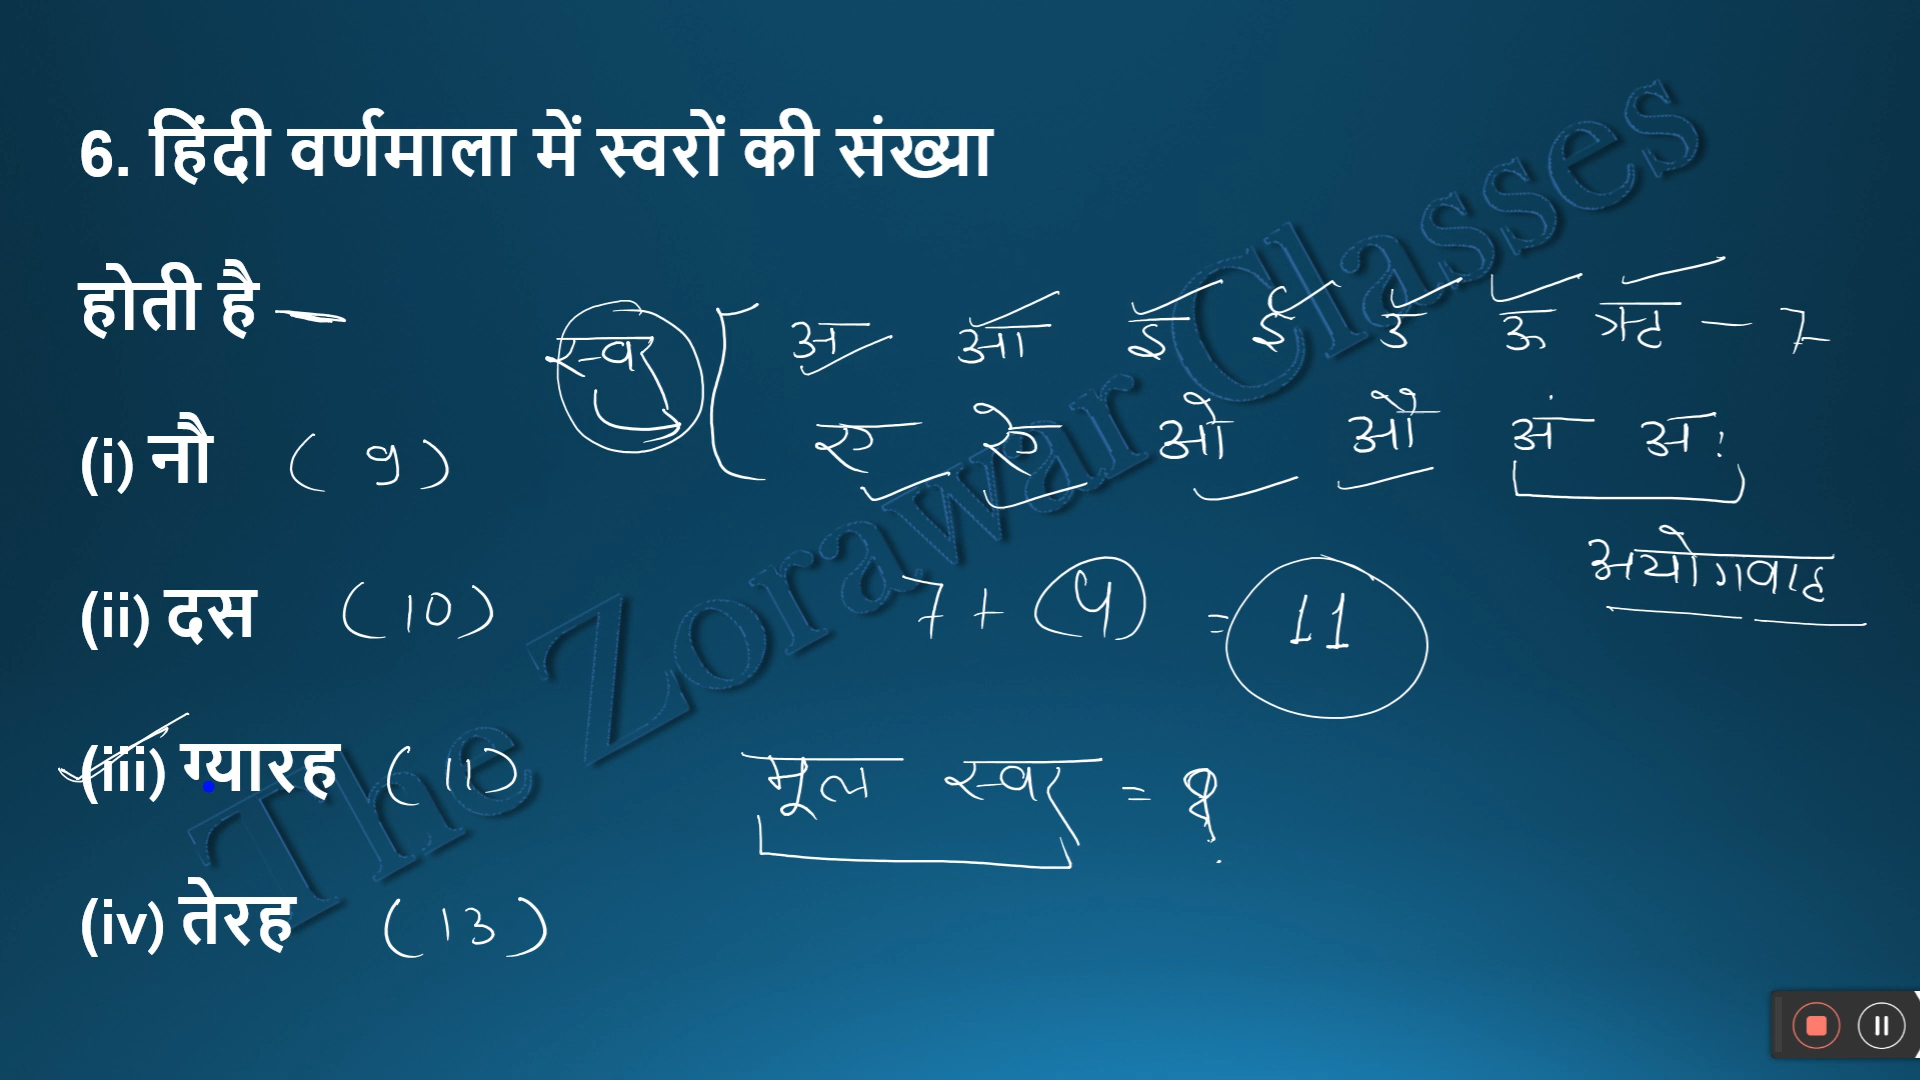 6. हिंदी वर्णमाला में स्वरों की संख्या
होती है —
स्वर अ आ इ ई उ ऊ ऋ — 7
ए ऐ ओ औ अं अः
अयोगवाह
(i) नौ (9)
(ii) दस (10)
7 + 4 = 11
(iii) ग्यारह (11)
मूल स्वर = ?
(iv) तेरह (13)
The Zorawar Classes